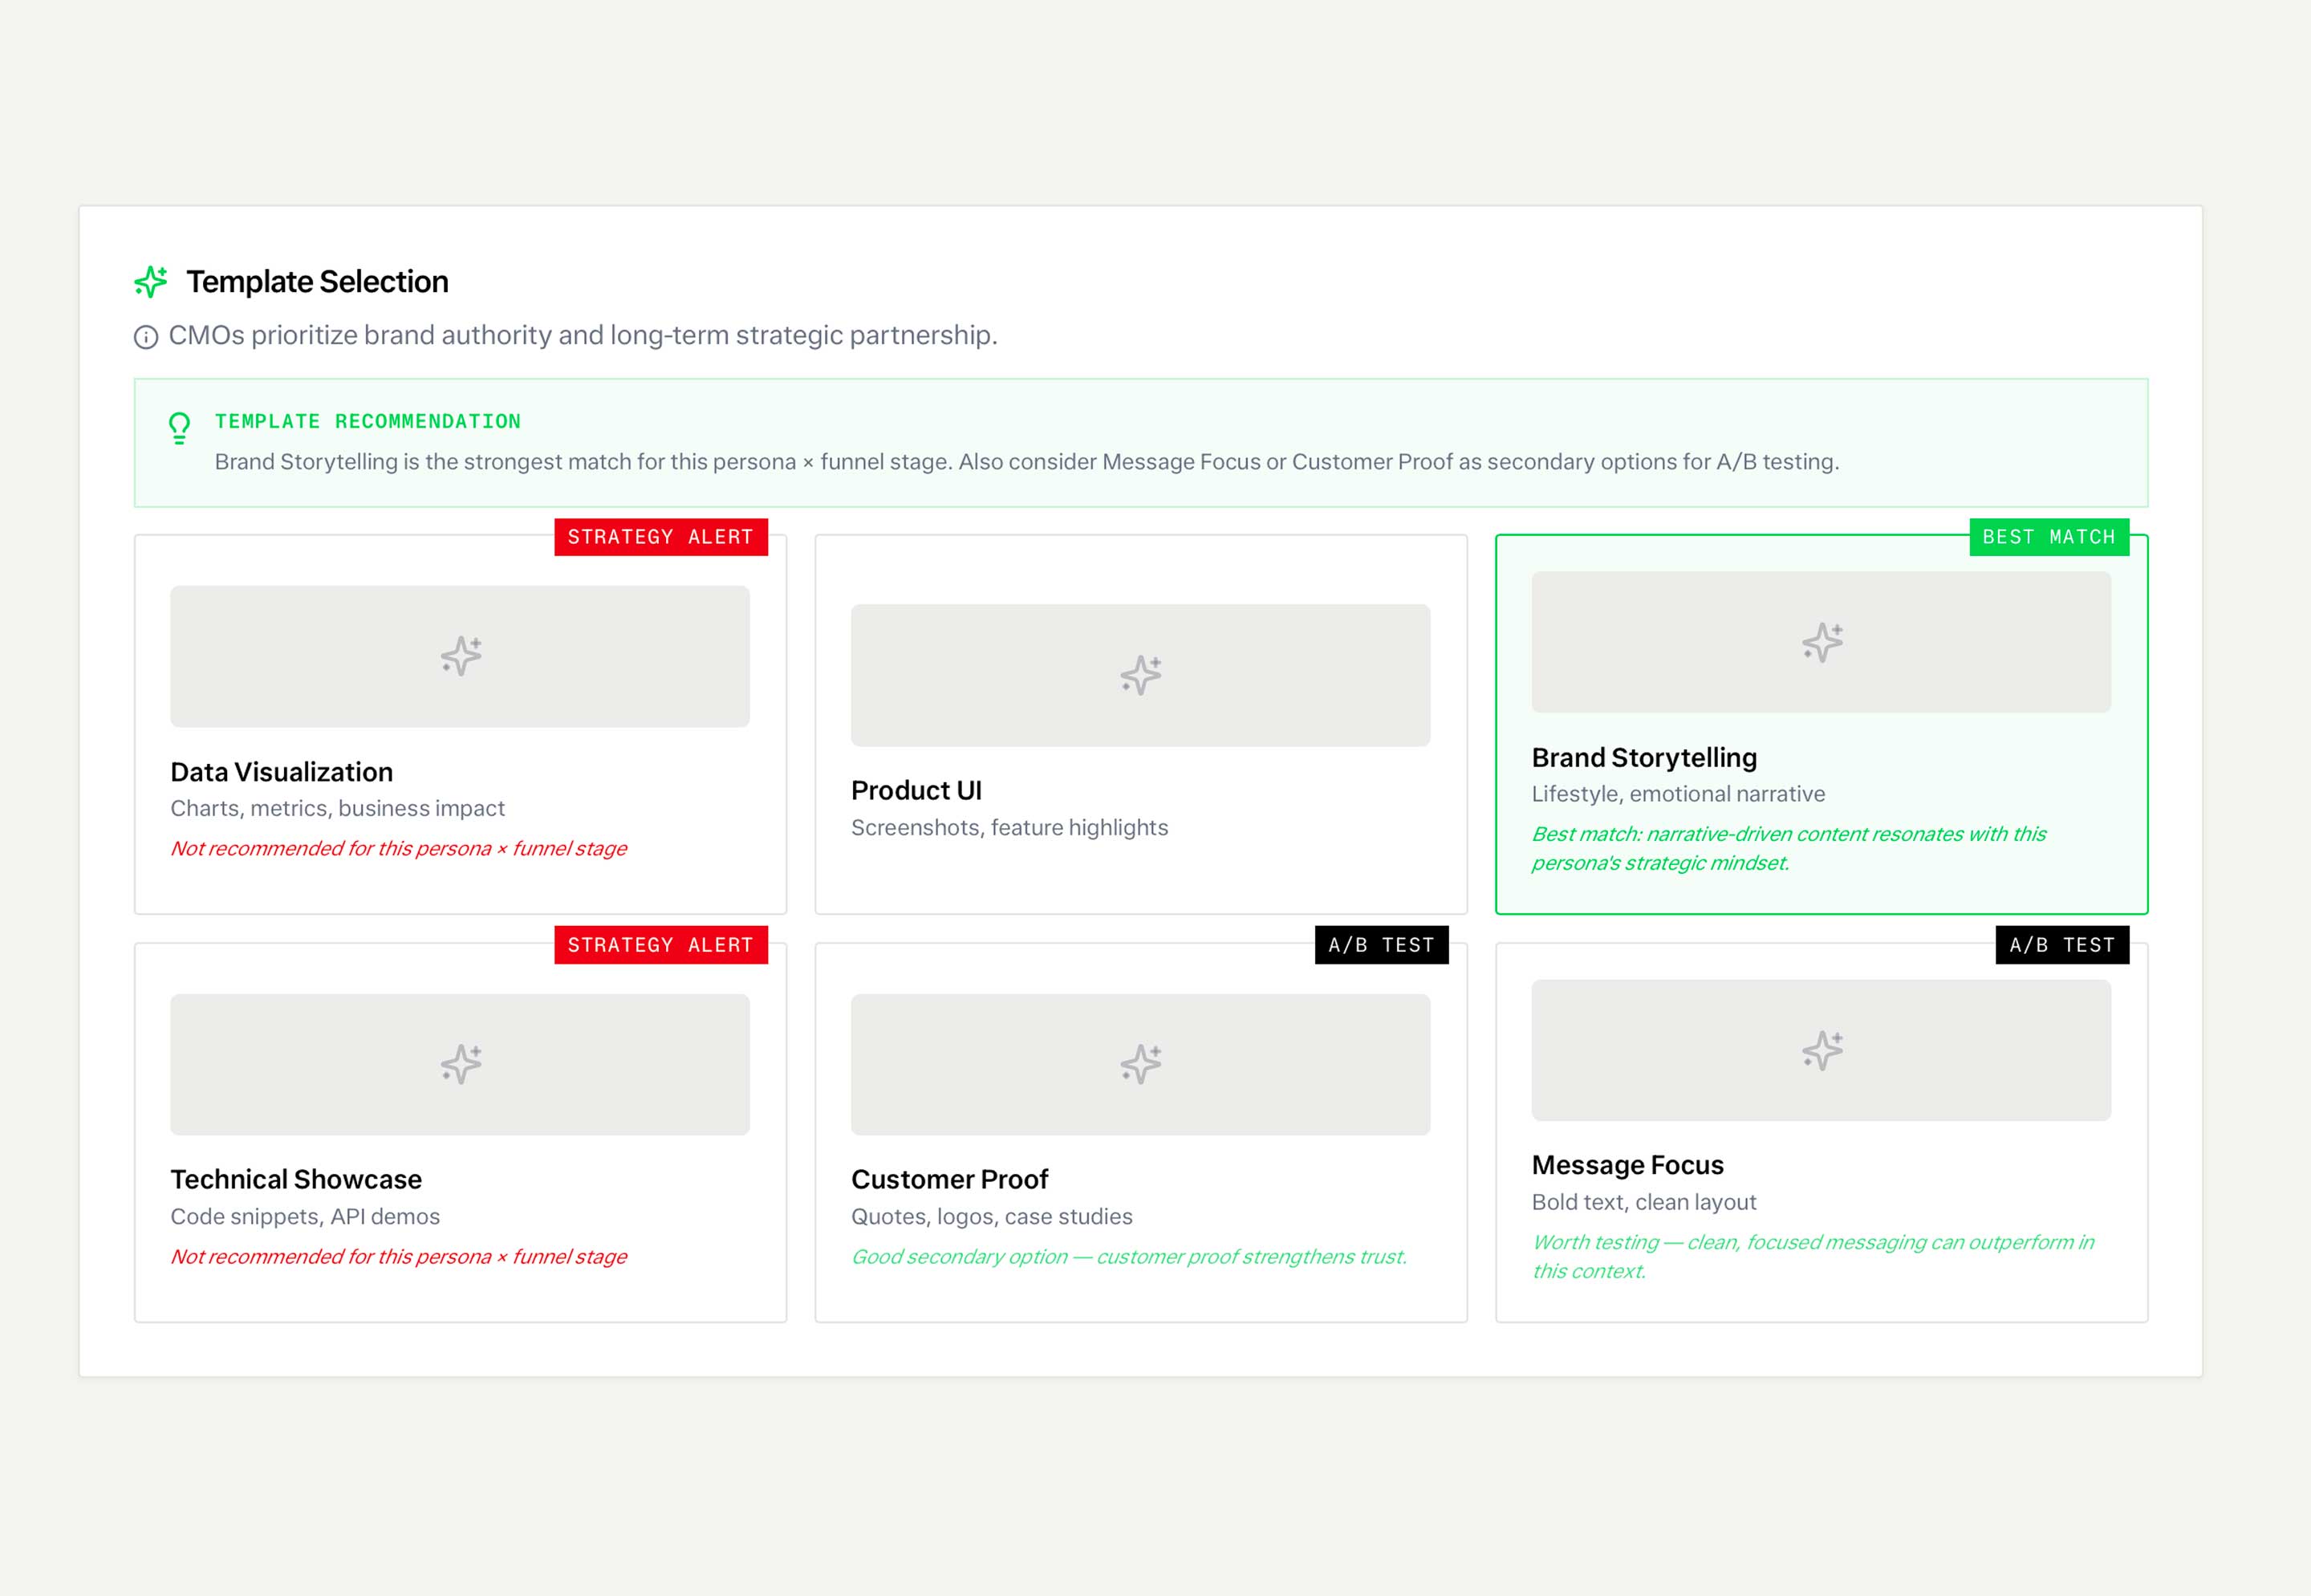 Template Selection
CMOs prioritize brand authority and long-term strategic partnership.
TEMPLATE RECOMMENDATION
Brand Storytelling is the strongest match for this persona × funnel stage. Also consider Message Focus or Customer Proof as secondary options for A/B testing.
STRATEGY ALERT
Data Visualization
Charts, metrics, business impact
Not recommended for this persona × funnel stage
Product UI
Screenshots, feature highlights
BEST MATCH
Brand Storytelling
Lifestyle, emotional narrative
Best match: narrative-driven content resonates with this
persona's strategic mindset.
STRATEGY ALERT
Technical Showcase
Code snippets, API demos
Not recommended for this persona × funnel stage
A/B TEST
Customer Proof
Quotes, logos, case studies
Good secondary option — customer proof strengthens trust.
A/B TEST
Message Focus
Bold text, clean layout
Worth testing — clean, focused messaging can outperform in
this context.